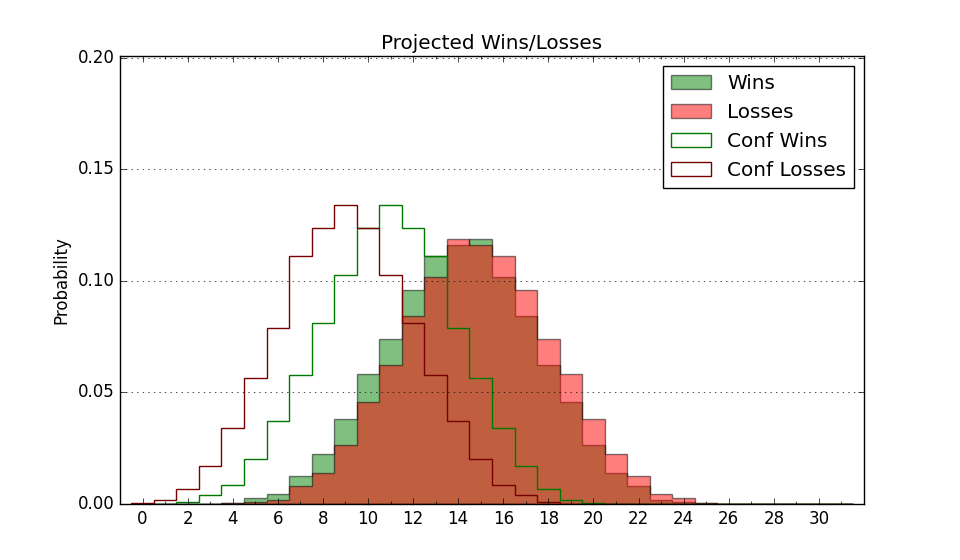 Projected Wins/Losses
0.20
0.15
0.10
0.05
0.00
Probability
Wins
Losses
Conf Wins
Conf Losses
0 2 4 6 8 10 12 14 16 18 20 22 24 26 28 30